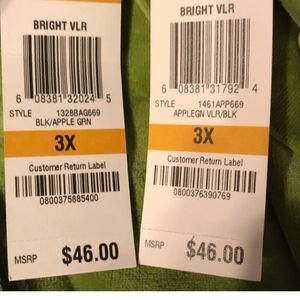 BRIGHT VLR
6 08381 32024 5
STYLE 1328BAG669
BLK/APPLE GRN
3X
Customer Return Label
0800375885400
MSRP $46.00
BRIGHT VLR
6 08381 31792 4
STYLE 1461APP669
APPLEGN VLR/BLK
3X
Customer Return Label
0800376390769
MSRP $46.00